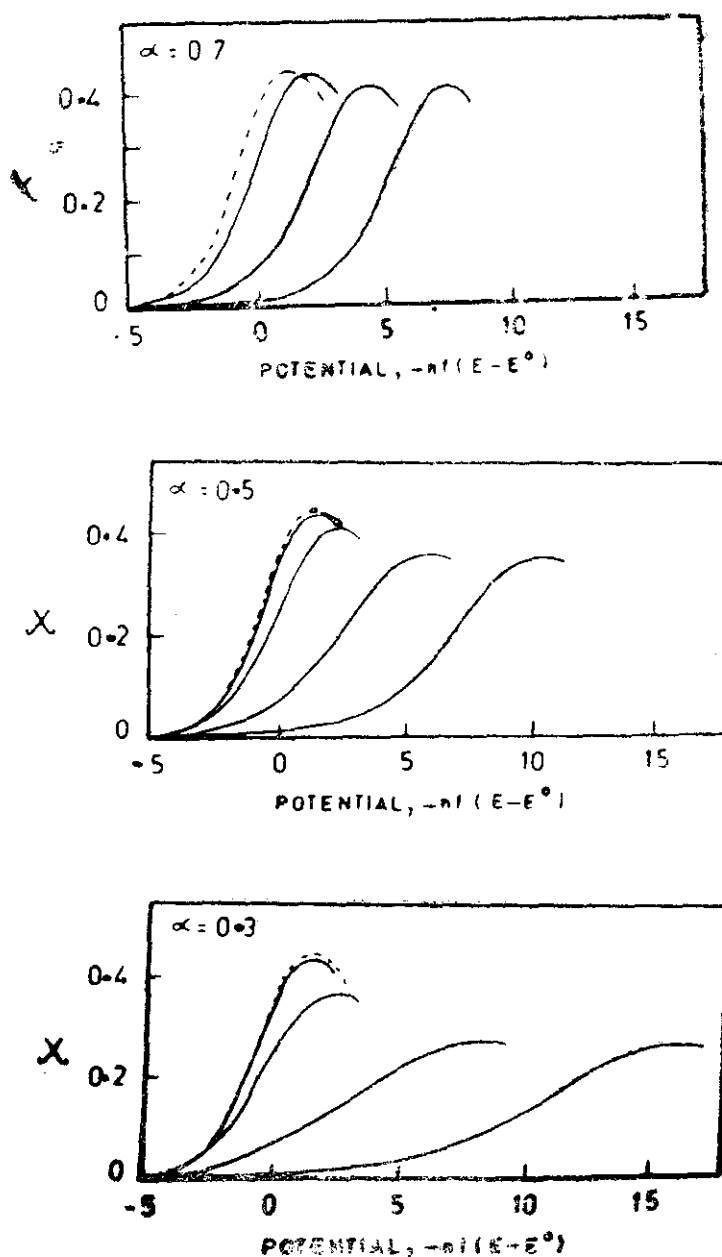 α = 0 7
0.4
χ
0.2
0
-5 0 5 10 15
POTENTIAL, -nf(E-E°)
α = 0.5
0.4
χ
0.2
0
-5 0 5 10 15
POTENTIAL, -nf(E-E°)
α = 0.3
0.4
χ
0.2
0
-5 0 5 10 15
POTENTIAL, -nf(E-E°)